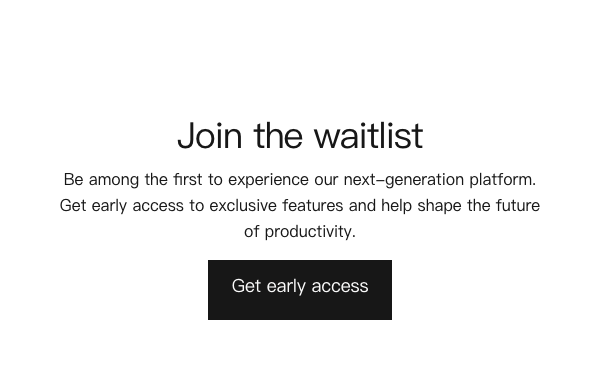 Join the waitlist
Be among the first to experience our next-generation platform.
Get early access to exclusive features and help shape the future
of productivity.
Get early access